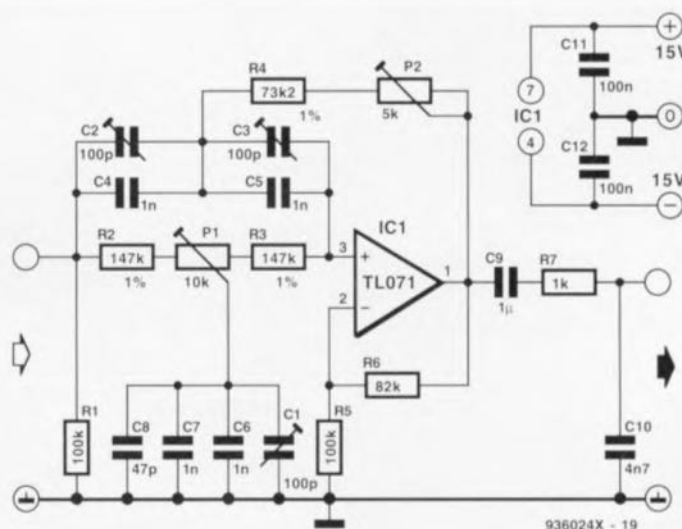 R4
73k2
1%
P2
5k
C11
100n
+
15V
7
IC1
4
0
C12
100n
15V
−
C2
100p
C3
100p
C4
1n
C5
1n
R2
147k
1%
P1
10k
R3
147k
1%
IC1
3
+
TL071
1
2
−
C9
1µ
R7
1k
R6
82k
R1
100k
C8
47p
C7
1n
C6
1n
C1
100p
R5
100k
C10
4n7
936024X - 19